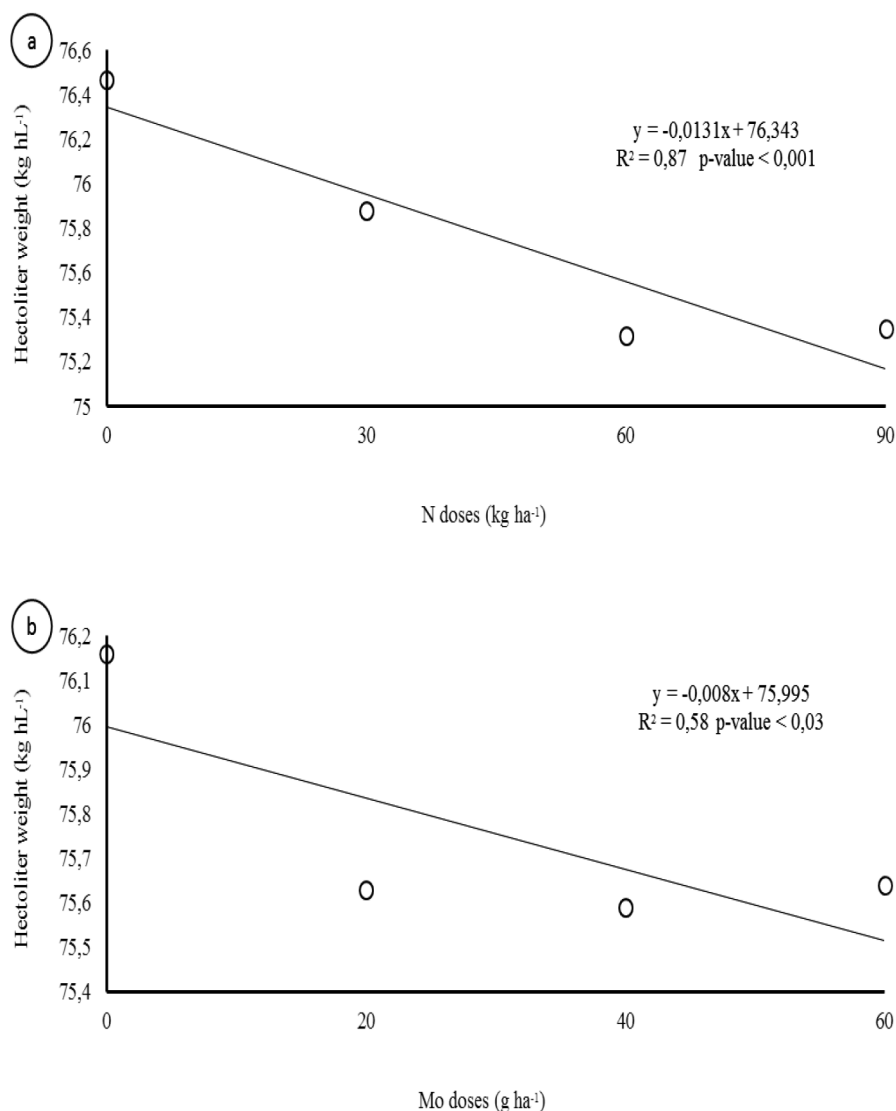 a
76,6
76,4
76,2
76
75,8
75,6
75,4
75,2
75
Hectoliter weight (kg hL⁻¹)
y = -0,0131x + 76,343
R² = 0,87 p-value < 0,001
0 30 60 90
N doses (kg ha⁻¹)
b
76,2
76,1
76
75,9
75,8
75,7
75,6
75,5
75,4
Hectoliter weight (kg hL⁻¹)
y = -0,008x + 75,995
R² = 0,58 p-value < 0,03
0 20 40 60
Mo doses (g ha⁻¹)